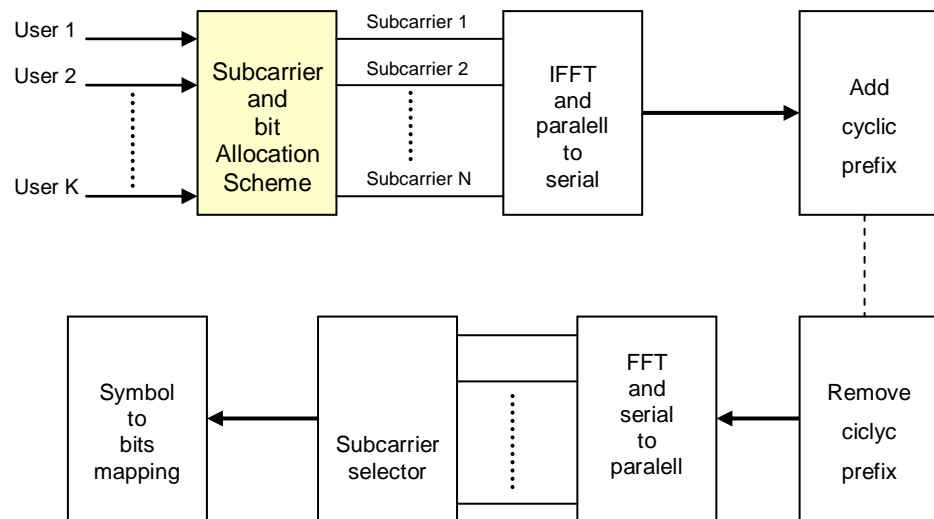 User 1
User 2
User K
Subcarrier
and
bit
Allocation
Scheme
Subcarrier 1
Subcarrier 2
Subcarrier N
IFFT
and
paralell
to
serial
Add
cyclic
prefix
Symbol
to
bits
mapping
Subcarrier
selector
FFT
and
serial
to
paralell
Remove
ciclyc
prefix